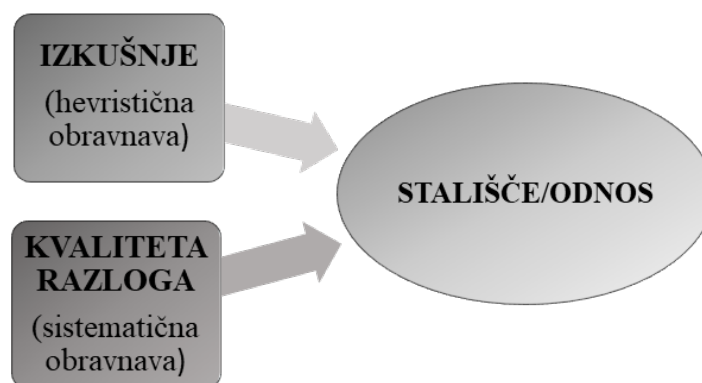 IZKUŠNJE
(hevristična
obravnava)
STALIŠČE/ODNOS
KVALITETA
RAZLOGA
(sistematična
obravnava)